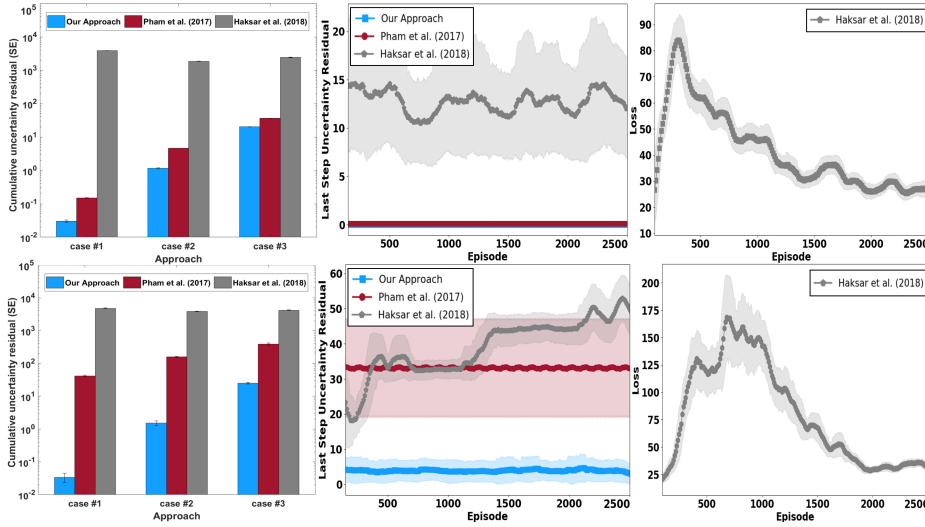 Cumulative uncertainty residual (SE)
10^5
10^4
10^3
10^2
10^1
10^0
10^-1
10^-2
Our Approach
Pham et al. (2017)
Haksar et al. (2018)
case #1
case #2
case #3
Approach
Last Step Uncertainty Residual
20
15
10
5
0
Our Approach
Pham et al. (2017)
Haksar et al. (2018)
500
1000
1500
2000
2500
Episode
Loss
90
80
70
60
50
40
30
20
10
Haksar et al. (2018)
500
1000
1500
2000
2500
Episode
Cumulative uncertainty residual (SE)
10^5
10^4
10^3
10^2
10^1
10^0
10^-1
10^-2
Our Approach
Pham et al. (2017)
Haksar et al. (2018)
case #1
case #2
case #3
Approach
Last Step Uncertainty Residual
60
50
40
30
20
10
0
Our Approach
Pham et al. (2017)
Haksar et al. (2018)
500
1000
1500
2000
2500
Episode
Loss
200
175
150
125
100
75
50
25
0
Haksar et al. (2018)
500
1000
1500
2000
2500
Episode